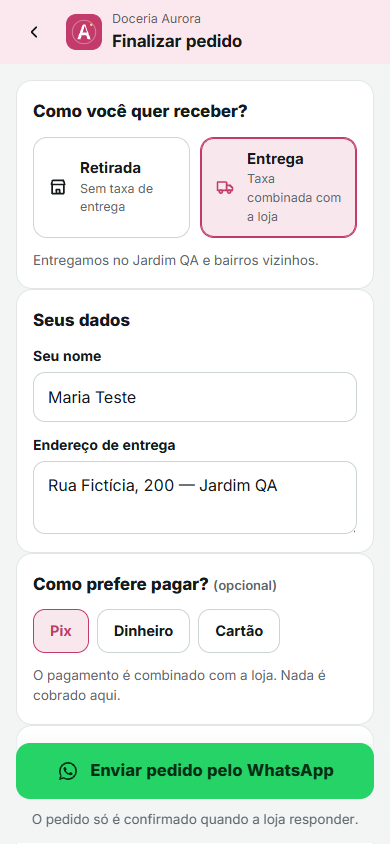 Doceria Aurora
A
Finalizar pedido
Como você quer receber?
Retirada
Sem taxa de
entrega
Entrega
Taxa
combinada com
a loja
Entregamos no Jardim QA e bairros vizinhos.
Seus dados
Seu nome
Maria Teste
Endereço de entrega
Rua Fictícia, 200 — Jardim QA
Como prefere pagar? (opcional)
Pix
Dinheiro
Cartão
O pagamento é combinado com a loja. Nada é
cobrado aqui.
Enviar pedido pelo WhatsApp
O pedido só é confirmado quando a loja responder.